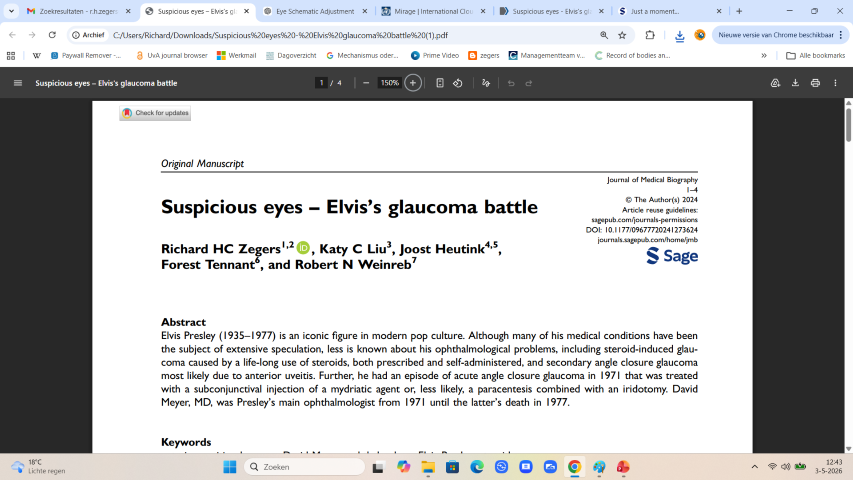 Zoekresultaten - r.h.zegers
Suspicious eyes – Elvis's gl
Eye Schematic Adjustment
Mirage | International Clou
Suspicious eyes - Elvis's gl
Just a moment...
Archief
C:/Users/Richard/Downloads/Suspicious%20eyes%20-%20Elvis%20glaucoma%20battle%20(1).pdf
Nieuwe versie van Chrome beschikbaar
Paywall Remover -...
UvA journal browser
Werkmail
Dagoverzicht
Mechanismen oder...
Prime Video
zegers
Managementteam v...
Record of bodies an...
»
Alle bookmarks
Suspicious eyes – Elvis's glaucoma battle
1 / 4
150%
Check for updates
Original Manuscript
Journal of Medical Biography
1–4
© The Author(s) 2024
Article reuse guidelines:
sagepub.com/journals-permissions
DOI: 10.1177/09677720241273624
journals.sagepub.com/home/jmb
Sage
Suspicious eyes – Elvis's glaucoma battle
Richard HC Zegers1,2 iD, Katy C Liu3, Joost Heutink4,5,
Forest Tennant6, and Robert N Weinreb7
Abstract
Elvis Presley (1935–1977) is an iconic figure in modern pop culture. Although many of his medical conditions have been
the subject of extensive speculation, less is known about his ophthalmological problems, including steroid-induced glau-
coma caused by a life-long use of steroids, both prescribed and self-administered, and secondary angle closure glaucoma
most likely due to anterior uveitis. Further, he had an episode of acute angle closure glaucoma in 1971 that was treated
with a subconjunctival injection of a mydriatic agent or, less likely, a paracentesis combined with an iridotomy. David
Meyer, MD, was Presley's main ophthalmologist from 1971 until the latter's death in 1977.
Keywords
18°C
Lichte regen
Zoeken
12:43
3-5-2026